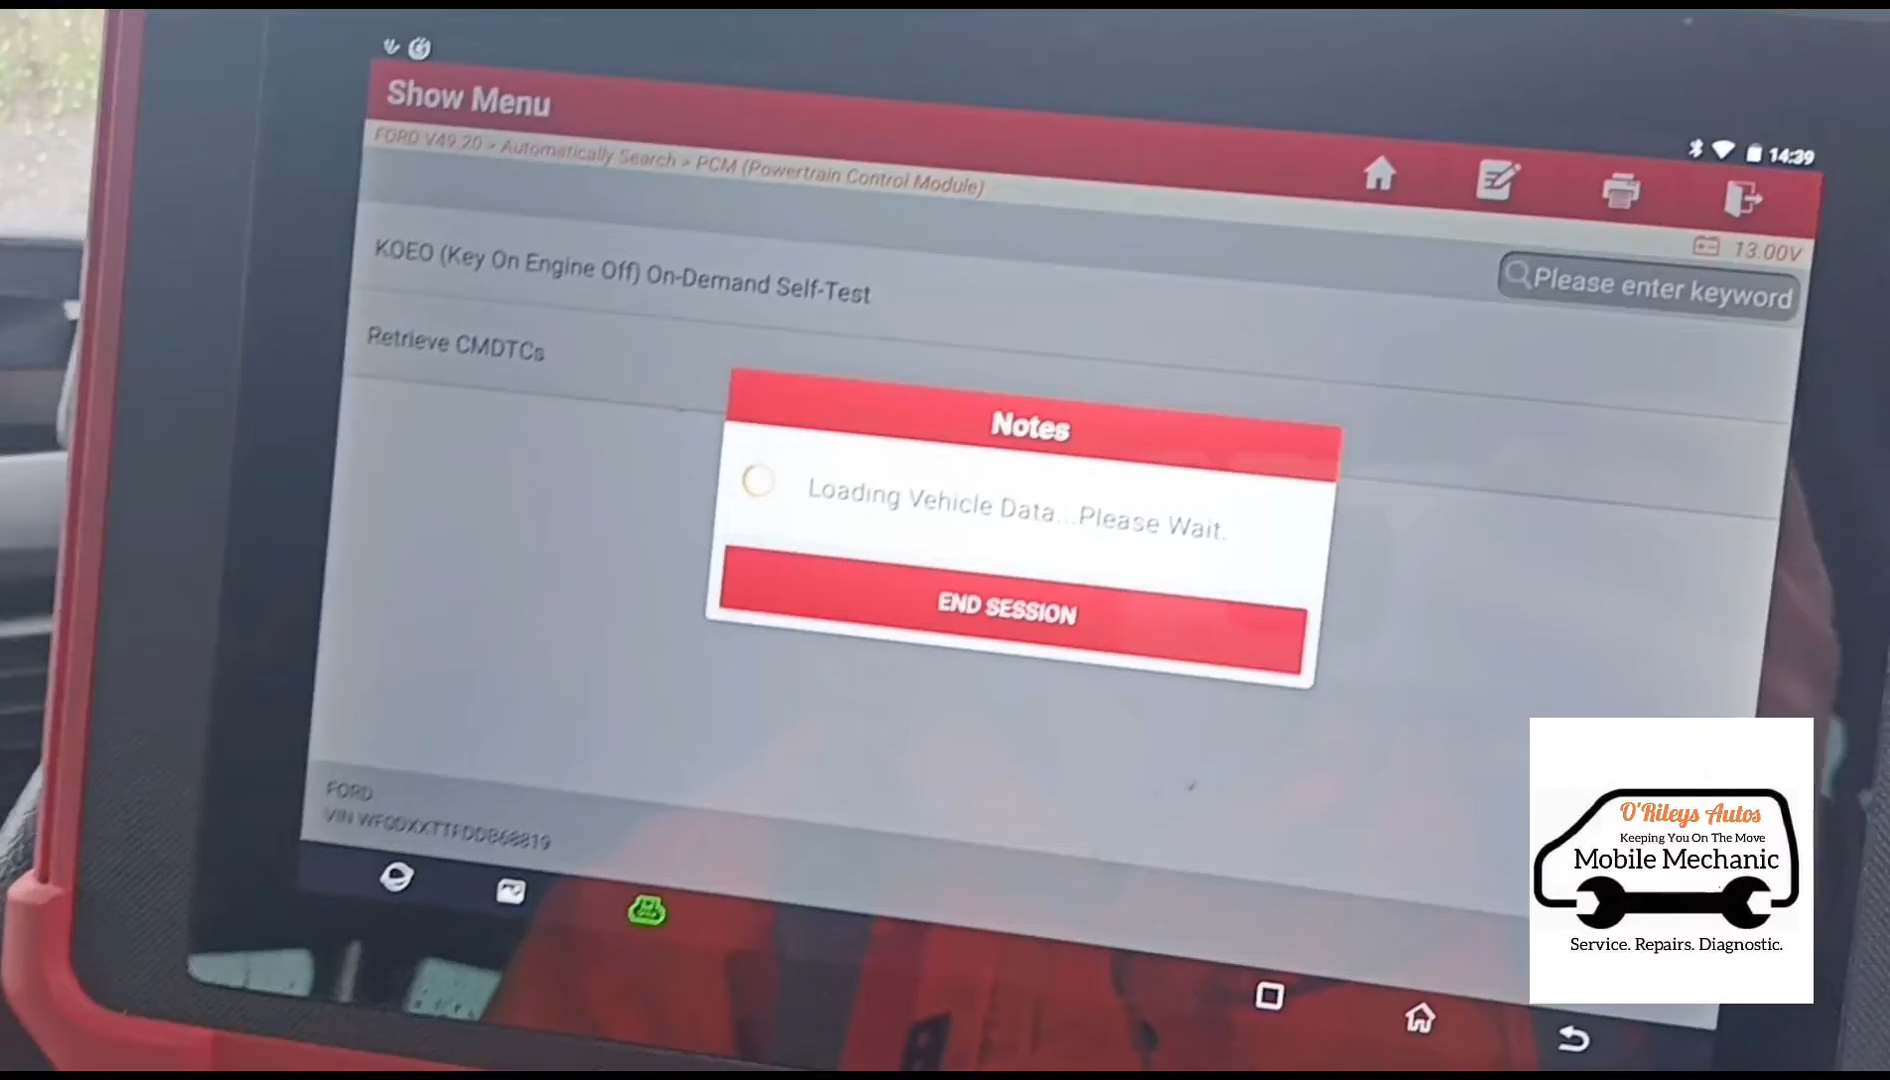 Show Menu
14:39
FORD V49.20 > Automatically Search > PCM (Powertrain Control Module)
13.00V
KOEO (Key On Engine Off) On-Demand Self-Test
Please enter keyword
Retrieve CMDTCs
Notes
Loading Vehicle Data...Please Wait.
END SESSION
FORD
VIN
O'Rileys Autos
Keeping You On The Move
Mobile Mechanic
Service. Repairs. Diagnostic.